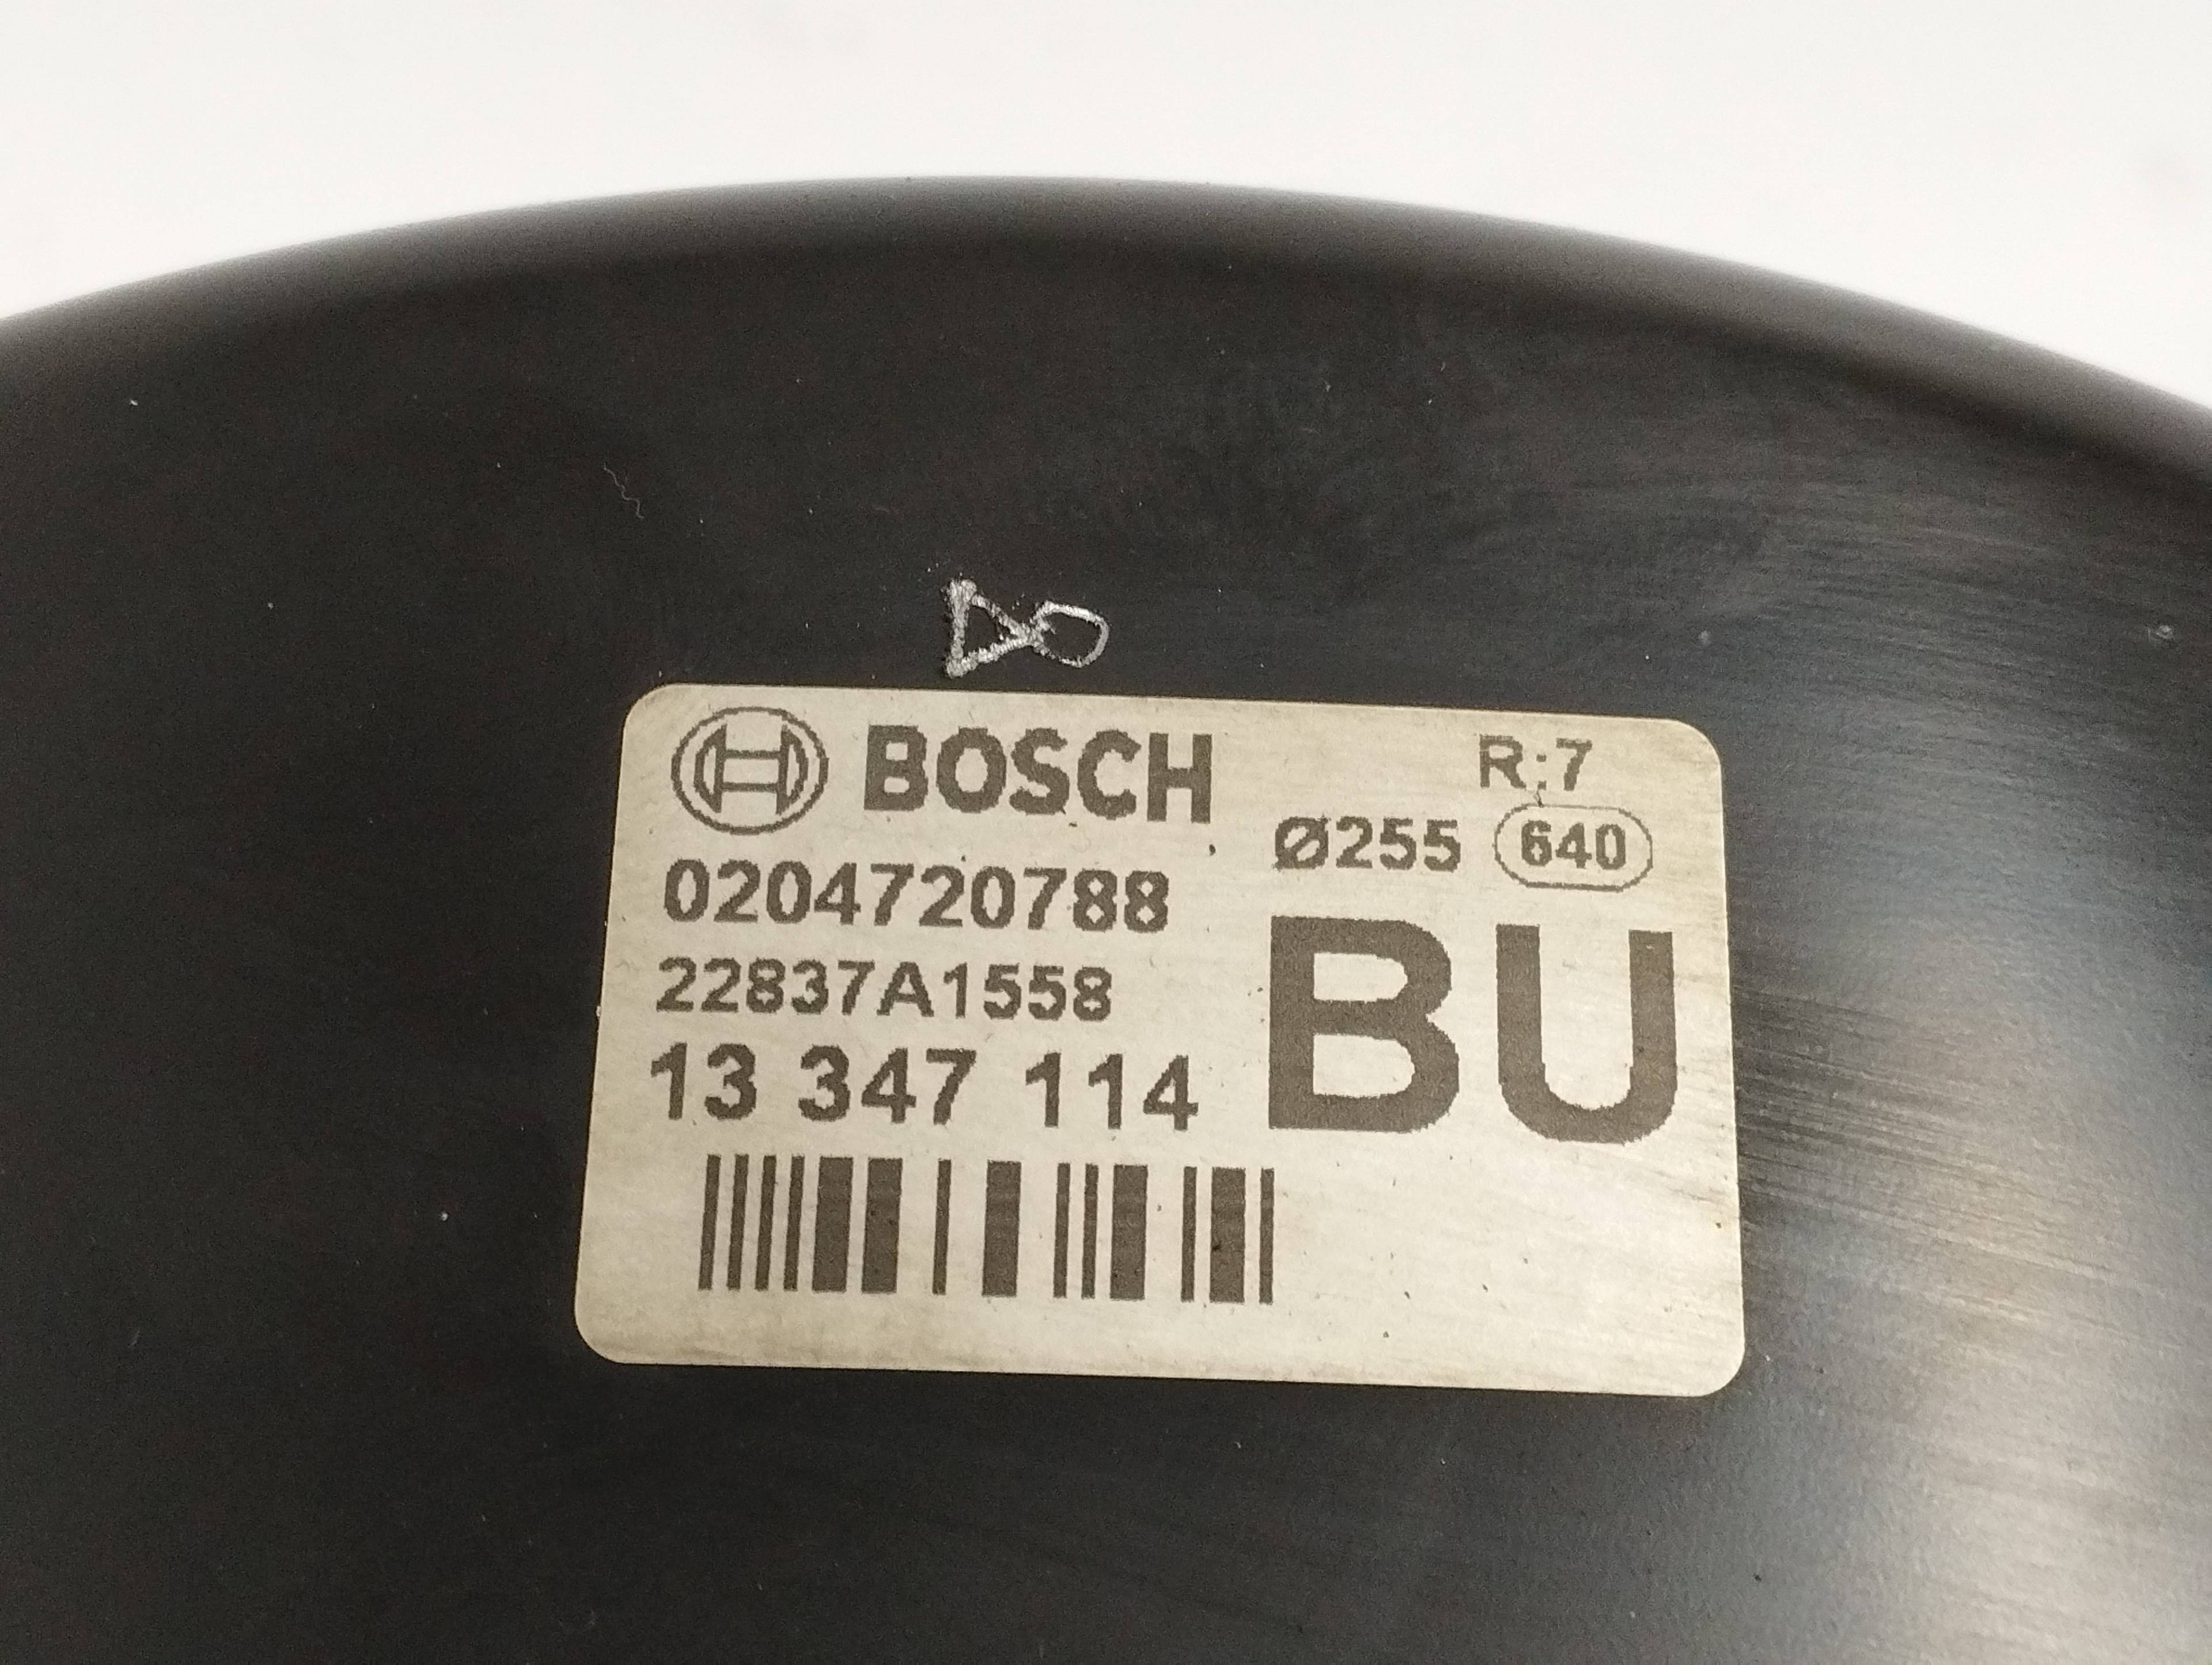 BOSCH
R:7
Ø255 640
0204720788
22837A1558
13 347 114
BU